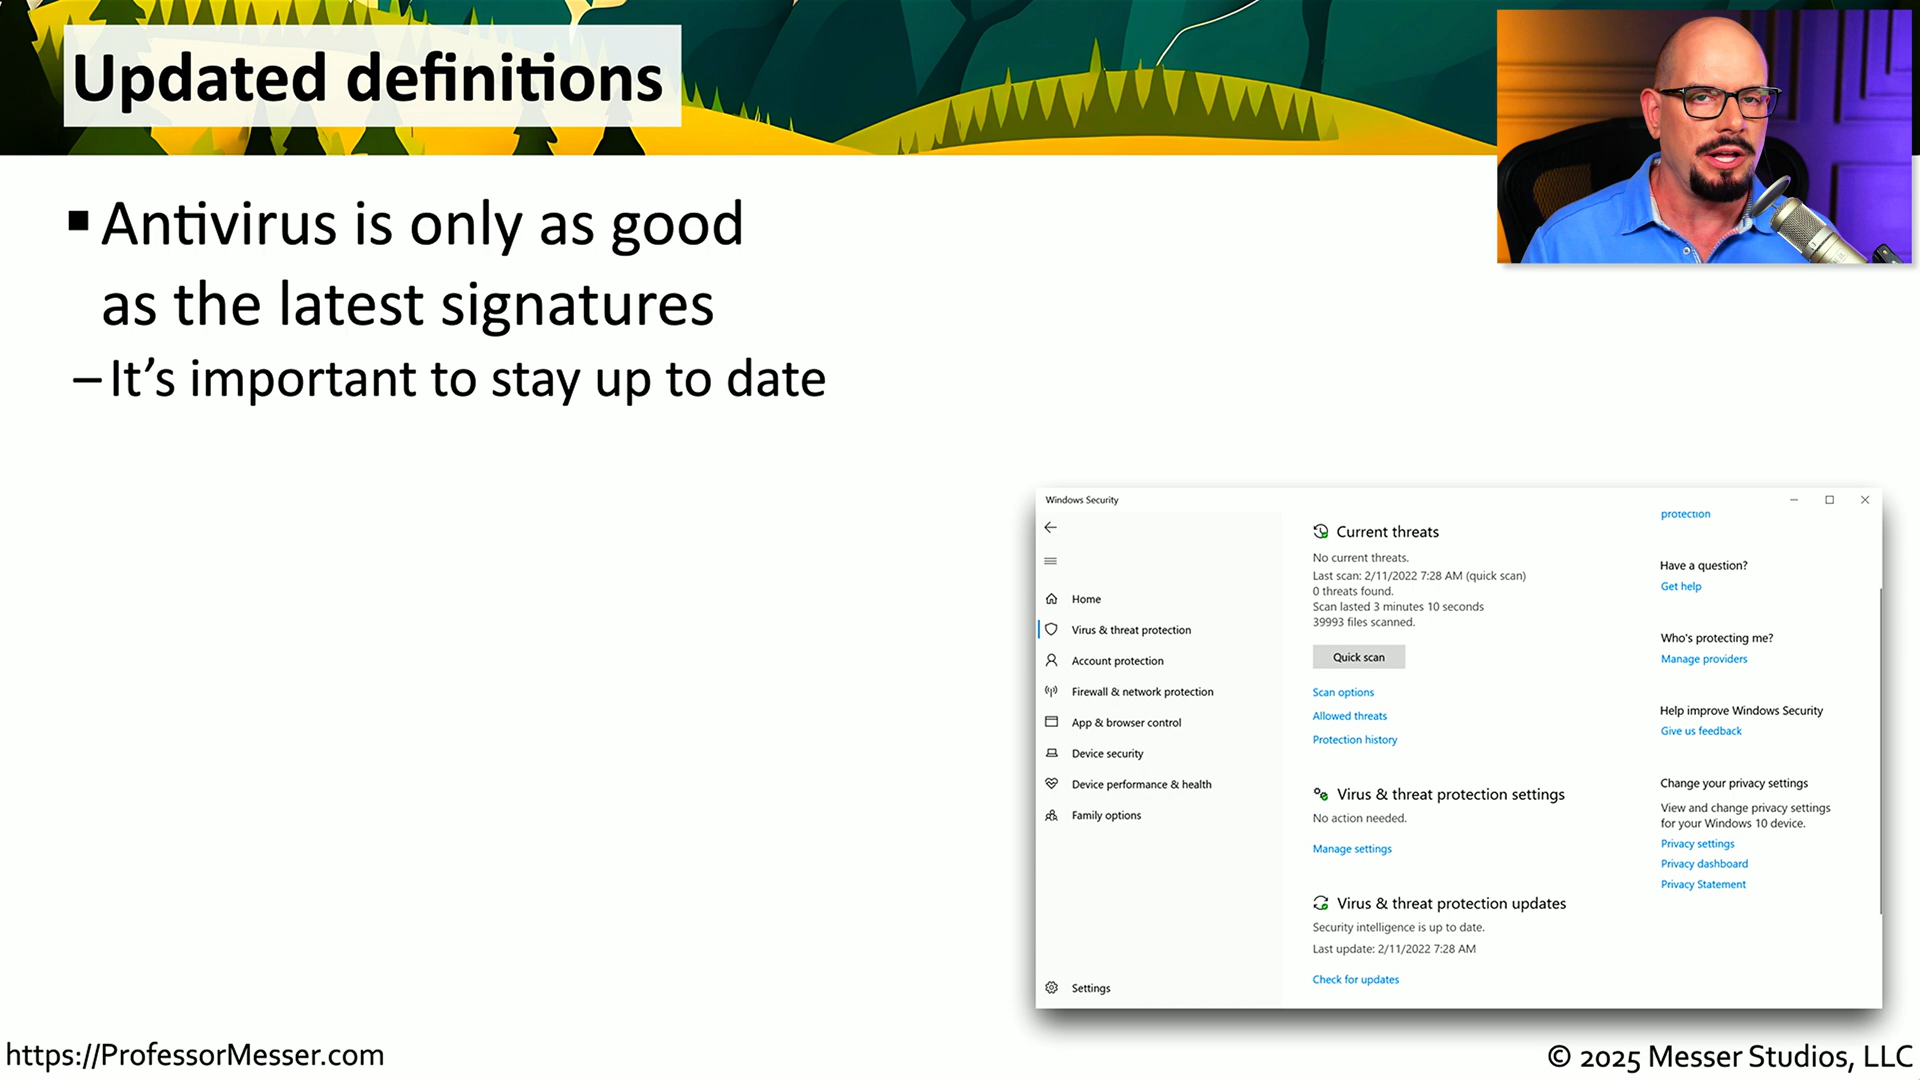 Updated definitions
▪ Antivirus is only as good
as the latest signatures
– It's important to stay up to date
Windows Security
Home
Virus & threat protection
Account protection
Firewall & network protection
App & browser control
Device security
Device performance & health
Family options
Settings
Current threats
No current threats.
Last scan: 2/11/2022 7:28 AM (quick scan)
0 threats found.
Scan lasted 3 minutes 10 seconds
39993 files scanned.
Quick scan
Scan options
Allowed threats
Protection history
Virus & threat protection settings
No action needed.
Manage settings
Virus & threat protection updates
Security intelligence is up to date.
Last update: 2/11/2022 7:28 AM
Check for updates
protection
Have a question?
Get help
Who's protecting me?
Manage providers
Help improve Windows Security
Give us feedback
Change your privacy settings
View and change privacy settings
for your Windows 10 device.
Privacy settings
Privacy dashboard
Privacy Statement
https://ProfessorMesser.com
© 2025 Messer Studios, LLC